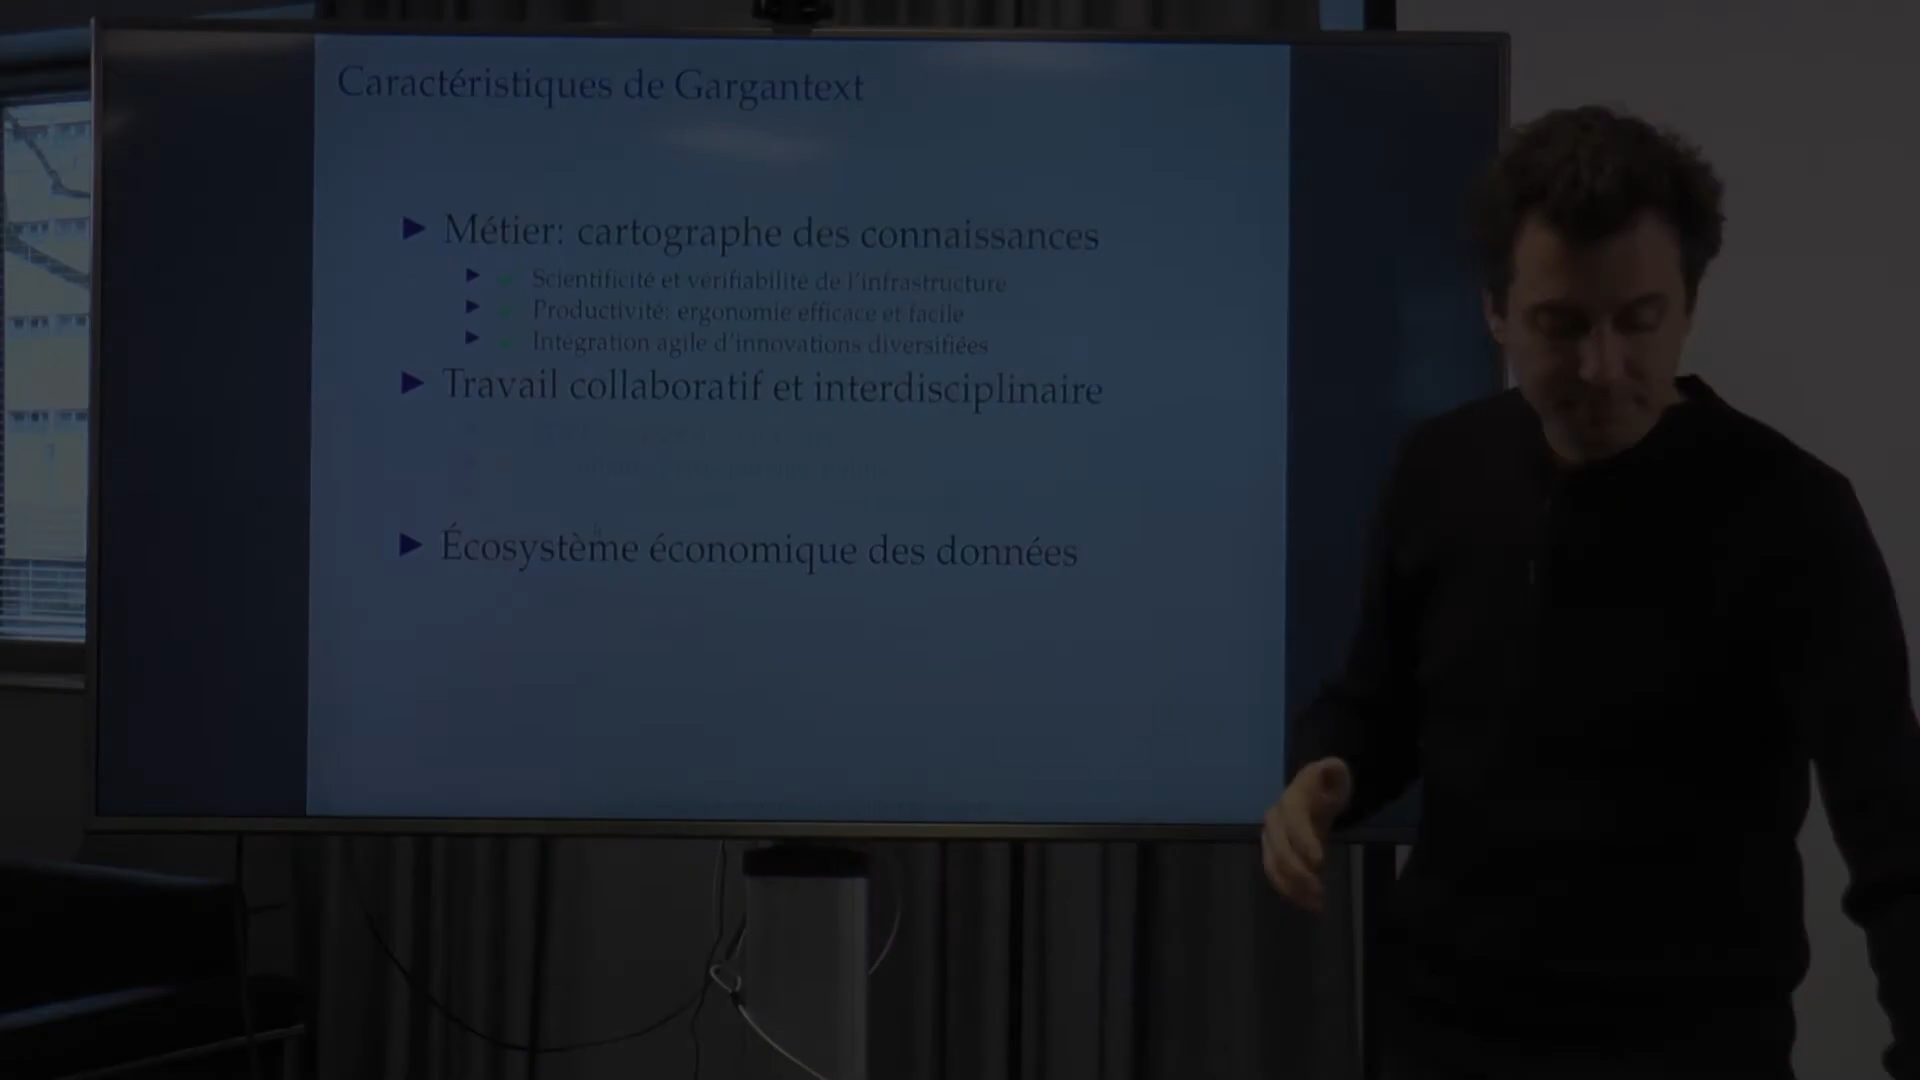 Caractéristiques de Gargantext
Métier: cartographe des connaissances
Scientificité et vérifiabilité de l'infrastructure
Productivité: ergonomie efficace et facile
Intégration agile d'innovations diversifiées
Travail collaboratif et interdisciplinaire
Écosystème économique des données